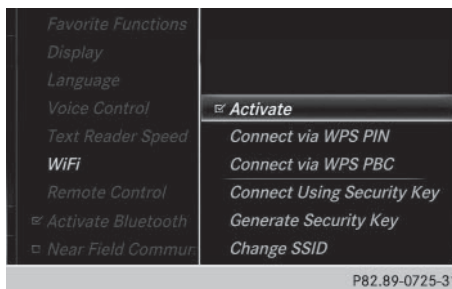 Favorite Functions
Display
Language
Voice Control
Text Reader Speed
WiFi
Remote Control
Activate Bluetooth
Near Field Commun
Activate
Connect via WPS PIN
Connect via WPS PBC
Connect Using Security Key
Generate Security Key
Change SSID
P82.89-0725-31